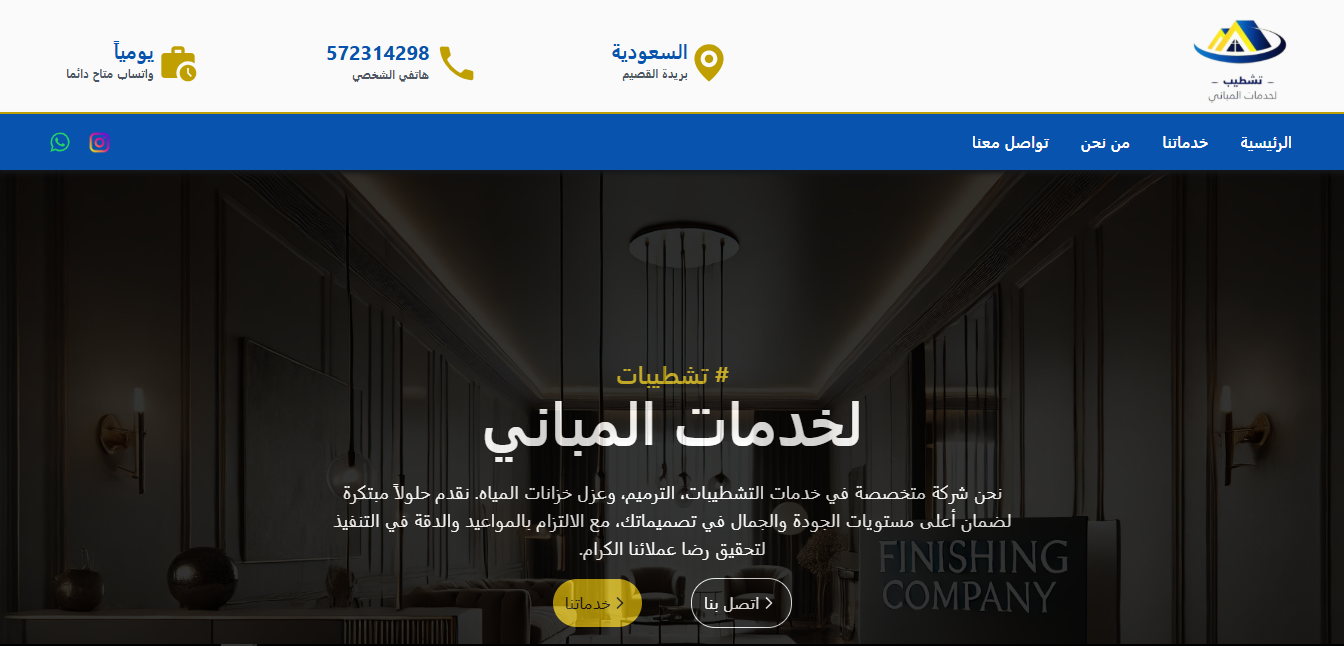 – تشطيب –
لخدمات المباني
السعودية
بريدة القصيم
572314298
هاتفي الشخصي
يومياً
واتساب متاح دائما
الرئيسية
خدماتنا
من نحن
تواصل معنا
# تشطيبات
لخدمات المباني
نحن شركة متخصصة في خدمات التشطيبات، الترميم، وعزل خزانات المياه. نقدم حلولاً مبتكرة
لضمان أعلى مستويات الجودة والجمال في تصميماتك، مع الالتزام بالمواعيد والدقة في التنفيذ
لتحقيق رضا عملائنا الكرام.
اتصل بنا
خدماتنا
FINISHING
COMPANY